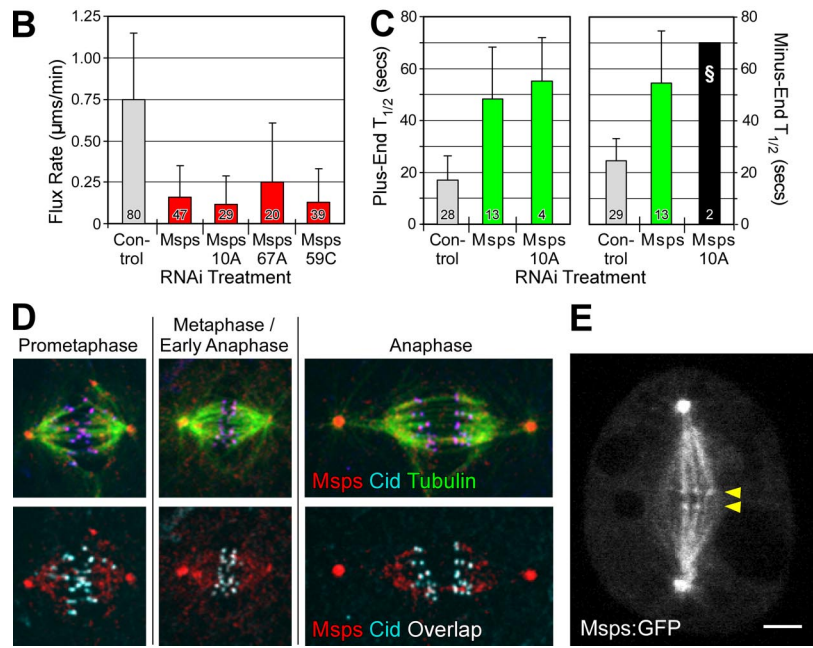 B
Flux Rate (µms/min)
1.25
1.00
0.75
0.50
0.25
0
80
47
29
20
39
Con-
trol
Msps
Msps
10A
Msps
67A
Msps
59C
RNAi Treatment
C
Plus-End T1/2 (secs)
80
60
40
20
0
28
13
4
Con-
trol
Msps
Msps
10A
29
13
§
2
Con-
trol
Msps
Msps
10A
80
60
40
20
0
Minus-End T1/2 (secs)
RNAi Treatment
D
Prometaphase
Metaphase /
Early Anaphase
Anaphase
Msps Cid Tubulin
Msps Cid Overlap
E
Msps:GFP